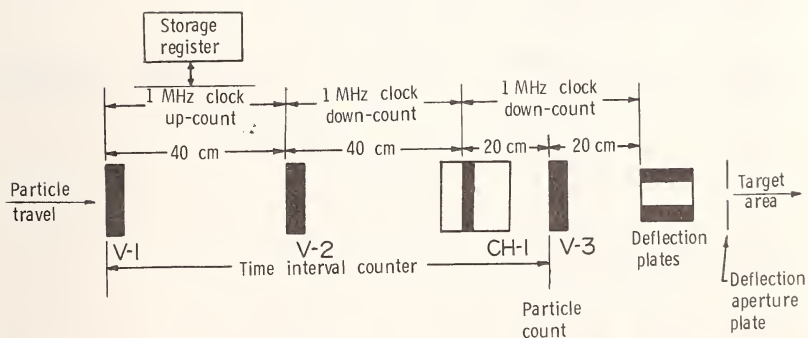 Storage
register
1 MHz clock
up-count
1 MHz clock
down-count
1 MHz clock
down-count
40 cm
40 cm
20 cm
20 cm
Particle
travel
Target
area
V-1
V-2
CH-1
V-3
Deflection
plates
Time interval counter
Deflection
aperture
plate
Particle
count